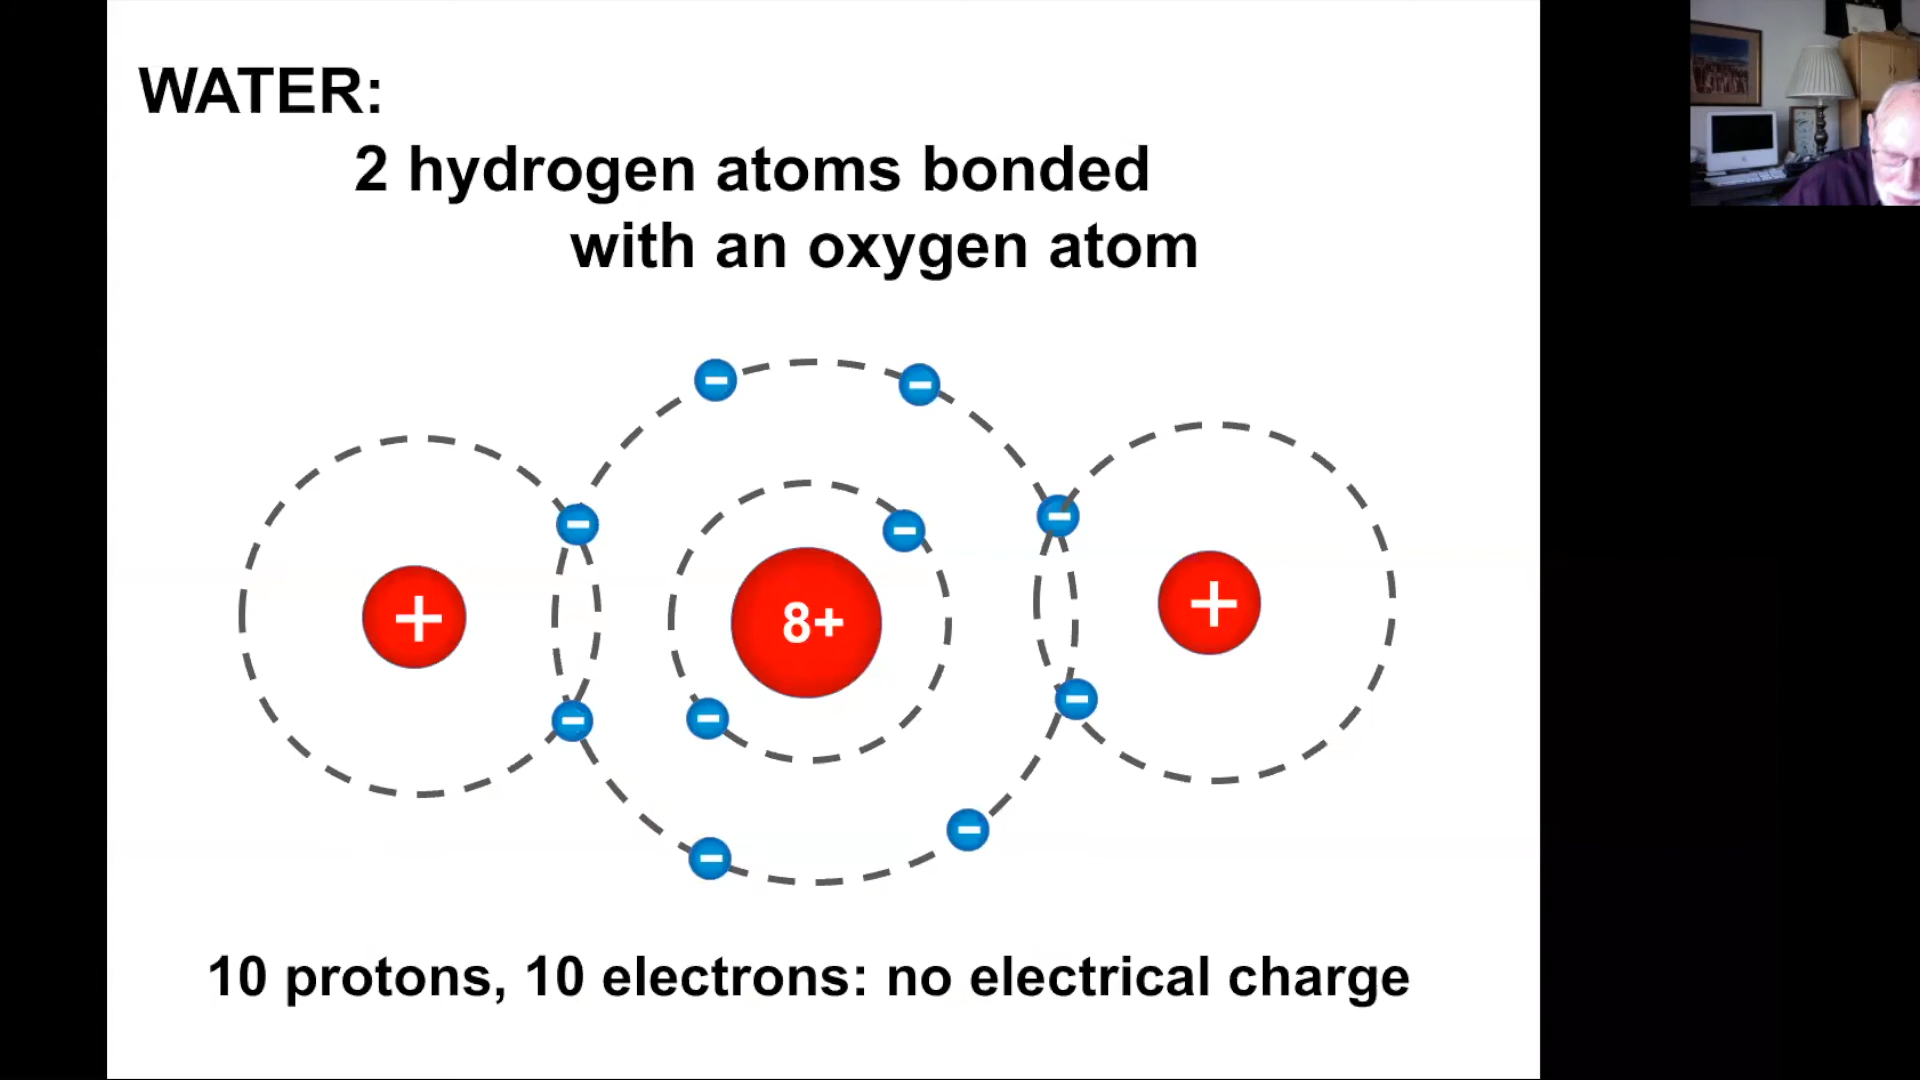 WATER:
2 hydrogen atoms bonded
with an oxygen atom
- -
- - -
+ 8+ +
- - -
- -
10 protons, 10 electrons: no electrical charge